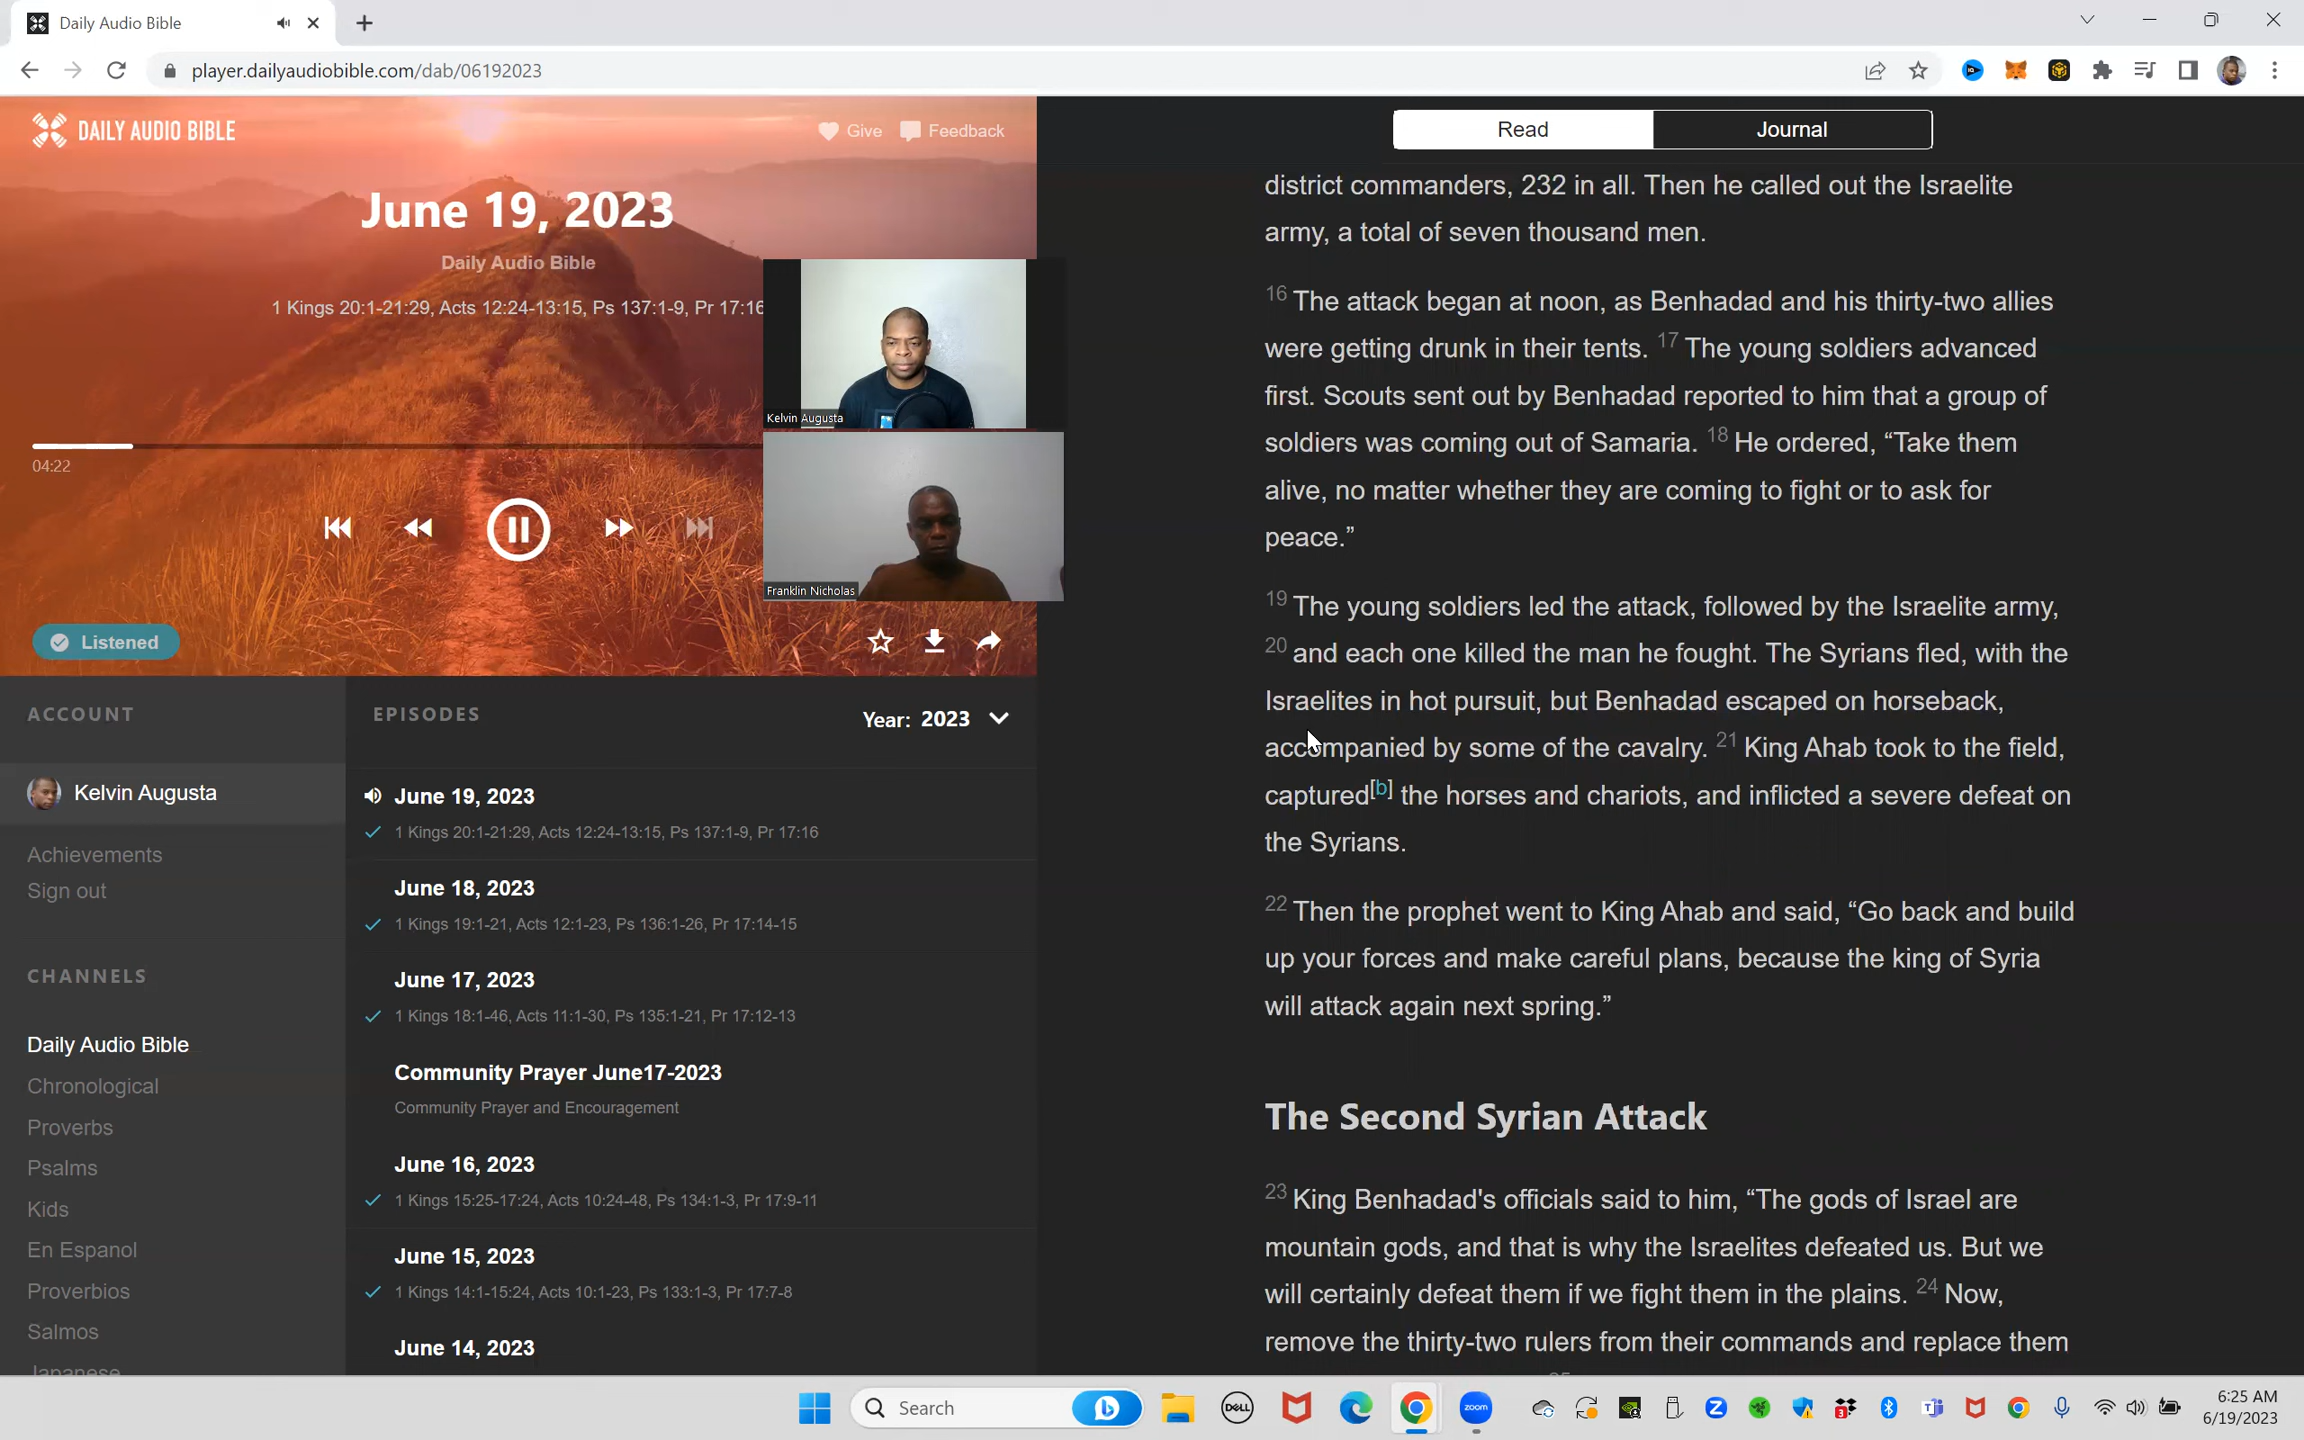 Daily Audio Bible
player.dailyaudiobible.com/dab/06192023
DAILY AUDIO BIBLE
Give
Feedback
June 19, 2023
Daily Audio Bible
1 Kings 20:1-21:29, Acts 12:24-13:15, Ps 137:1-9, Pr 17:16
04:22
Kelvin Augusta
Franklin Nicholas
Listened
ACCOUNT
Kelvin Augusta
Achievements
Sign out
CHANNELS
Daily Audio Bible
Chronological
Proverbs
Psalms
Kids
En Espanol
Proverbios
Salmos
Japanese
EPISODES
Year: 2023
June 19, 2023
1 Kings 20:1-21:29, Acts 12:24-13:15, Ps 137:1-9, Pr 17:16
June 18, 2023
1 Kings 19:1-21, Acts 12:1-23, Ps 136:1-26, Pr 17:14-15
June 17, 2023
1 Kings 18:1-46, Acts 11:1-30, Ps 135:1-21, Pr 17:12-13
Community Prayer June17-2023
Community Prayer and Encouragement
June 16, 2023
1 Kings 15:25-17:24, Acts 10:24-48, Ps 134:1-3, Pr 17:9-11
June 15, 2023
1 Kings 14:1-15:24, Acts 10:1-23, Ps 133:1-3, Pr 17:7-8
June 14, 2023
Read
Journal
district commanders, 232 in all. Then he called out the Israelite
army, a total of seven thousand men.
16 The attack began at noon, as Benhadad and his thirty-two allies
were getting drunk in their tents. 17 The young soldiers advanced
first. Scouts sent out by Benhadad reported to him that a group of
soldiers was coming out of Samaria. 18 He ordered, “Take them
alive, no matter whether they are coming to fight or to ask for
peace.”
19 The young soldiers led the attack, followed by the Israelite army,
20 and each one killed the man he fought. The Syrians fled, with the
Israelites in hot pursuit, but Benhadad escaped on horseback,
accompanied by some of the cavalry. 21 King Ahab took to the field,
captured[b] the horses and chariots, and inflicted a severe defeat on
the Syrians.
22 Then the prophet went to King Ahab and said, “Go back and build
up your forces and make careful plans, because the king of Syria
will attack again next spring.”
The Second Syrian Attack
23 King Benhadad's officials said to him, “The gods of Israel are
mountain gods, and that is why the Israelites defeated us. But we
will certainly defeat them if we fight them in the plains. 24 Now,
remove the thirty-two rulers from their commands and replace them
25
Search
DELL
zoom
3
6:25 AM
6/19/2023